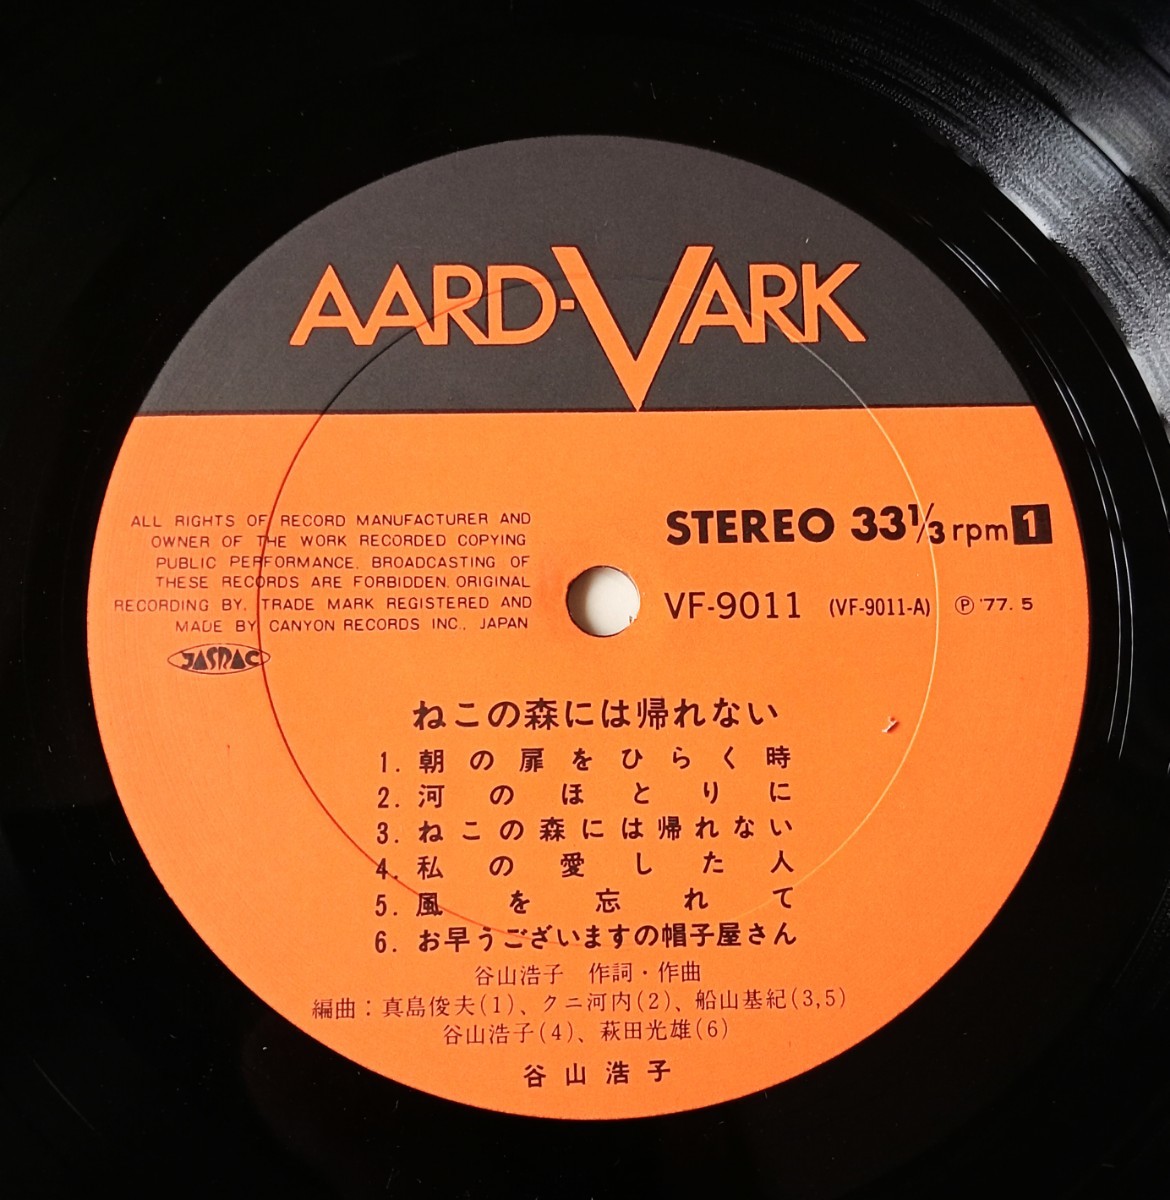 AARD-VARK
ALL RIGHTS OF RECORD MANUFACTURER AND
OWNER OF THE WORK RECORDED COPYING
PUBLIC PERFORMANCE, BROADCASTING OF
THESE RECORDS ARE FORBIDDEN. ORIGINAL
RECORDING BY, TRADE MARK REGISTERED AND
MADE BY CANYON RECORDS INC., JAPAN
JASRAC
STEREO 33⅓ rpm 1
VF-9011 (VF-9011-A) ℗ '77. 5
ねこの森には帰れない
1. 朝の扉をひらく時
2. 河のほとりに
3. ねこの森には帰れない
4. 私の愛した人
5. 風を忘れて
6. お早うございますの帽子屋さん
谷山浩子 作詞・作曲
編曲：真島俊夫(1)、クニ河内(2)、船山基紀(3,5)
谷山浩子(4)、萩田光雄(6)
谷山浩子